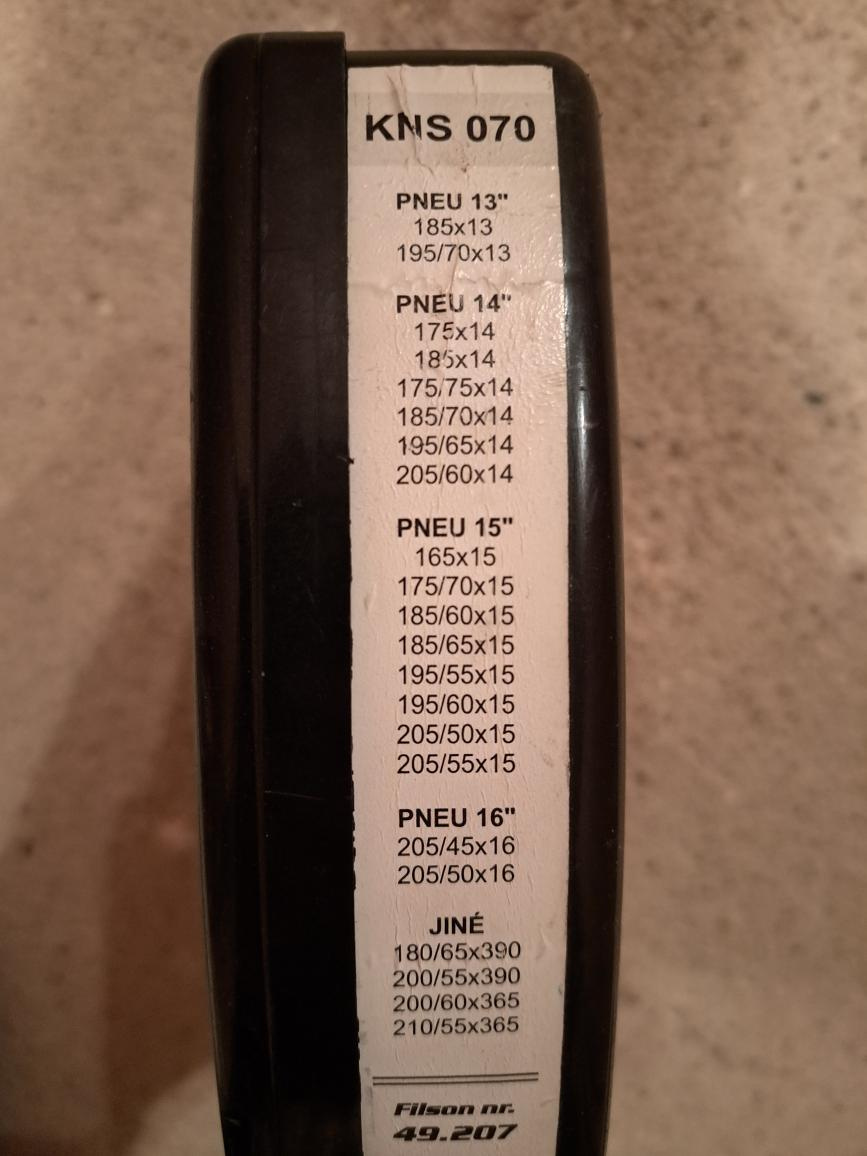 KNS 070
PNEU 13"
185x13
195/70x13
PNEU 14"
175x14
185x14
175/75x14
185/70x14
195/65x14
205/60x14
PNEU 15"
165x15
175/70x15
185/60x15
185/65x15
195/55x15
195/60x15
205/50x15
205/55x15
PNEU 16"
205/45x16
205/50x16
JINÉ
180/65x390
200/55x390
200/60x365
210/55x365
Filson nr.
49.207